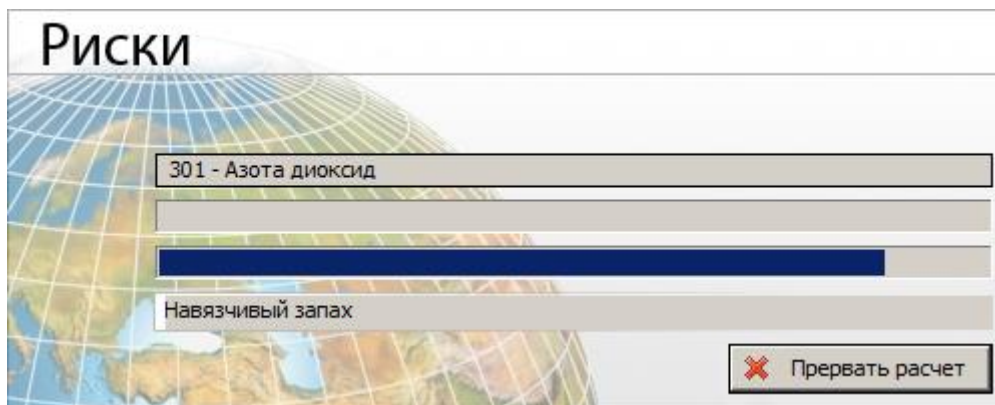 Риски
301 - Азота диоксид
Навязчивый запах
Прервать расчет